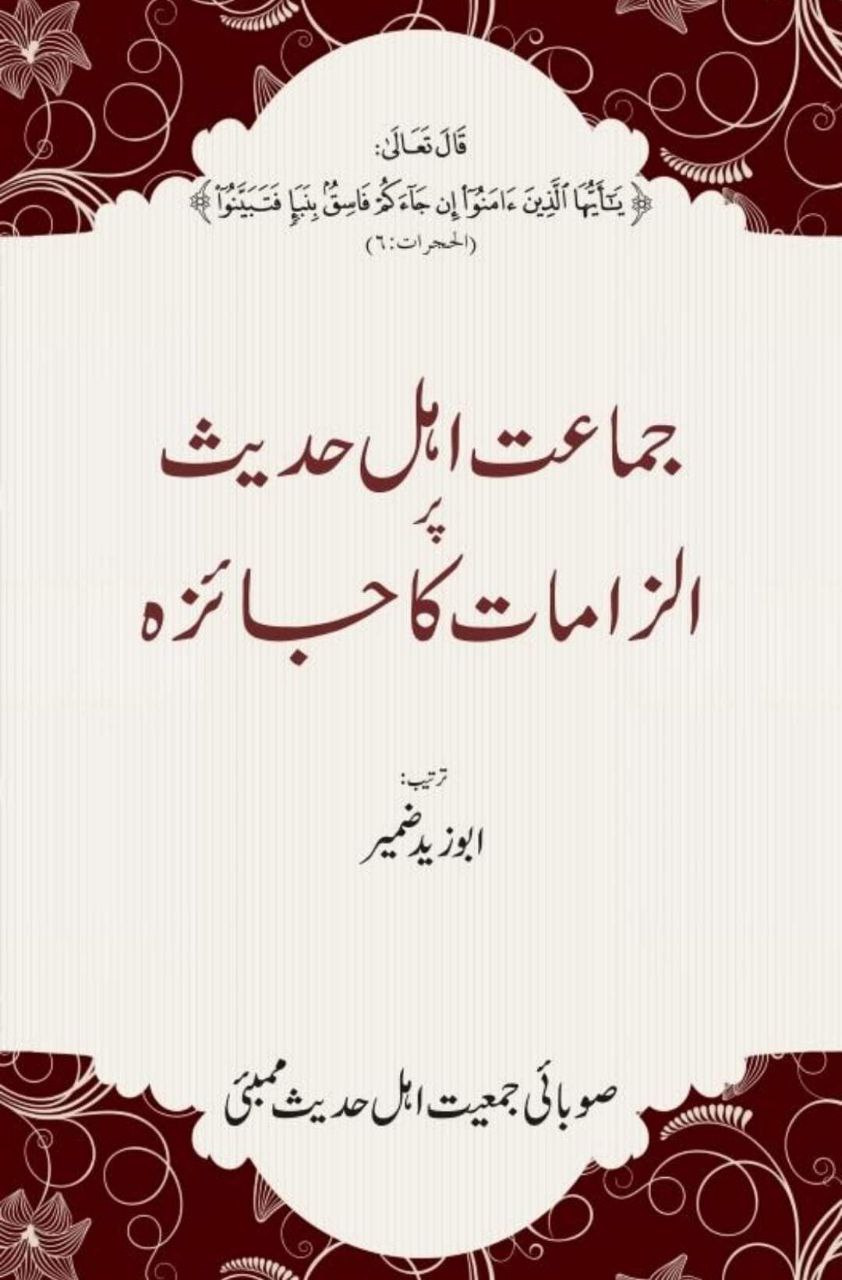 قَالَ تَعَالَىٰ:
﴿يَـٰٓأَيُّهَا ٱلَّذِينَ ءَامَنُوٓا۟ إِن جَآءَكُمْ فَاسِقٌۢ بِنَبَإٍۢ فَتَبَيَّنُوٓا۟﴾
(الحجرات:٦)
جماعت اہل حدیث
پر
الزامات کا جائزہ
ترتیب:
ابوزید ضمیر
صوبائی جمعیت اہل حدیث ممبئی